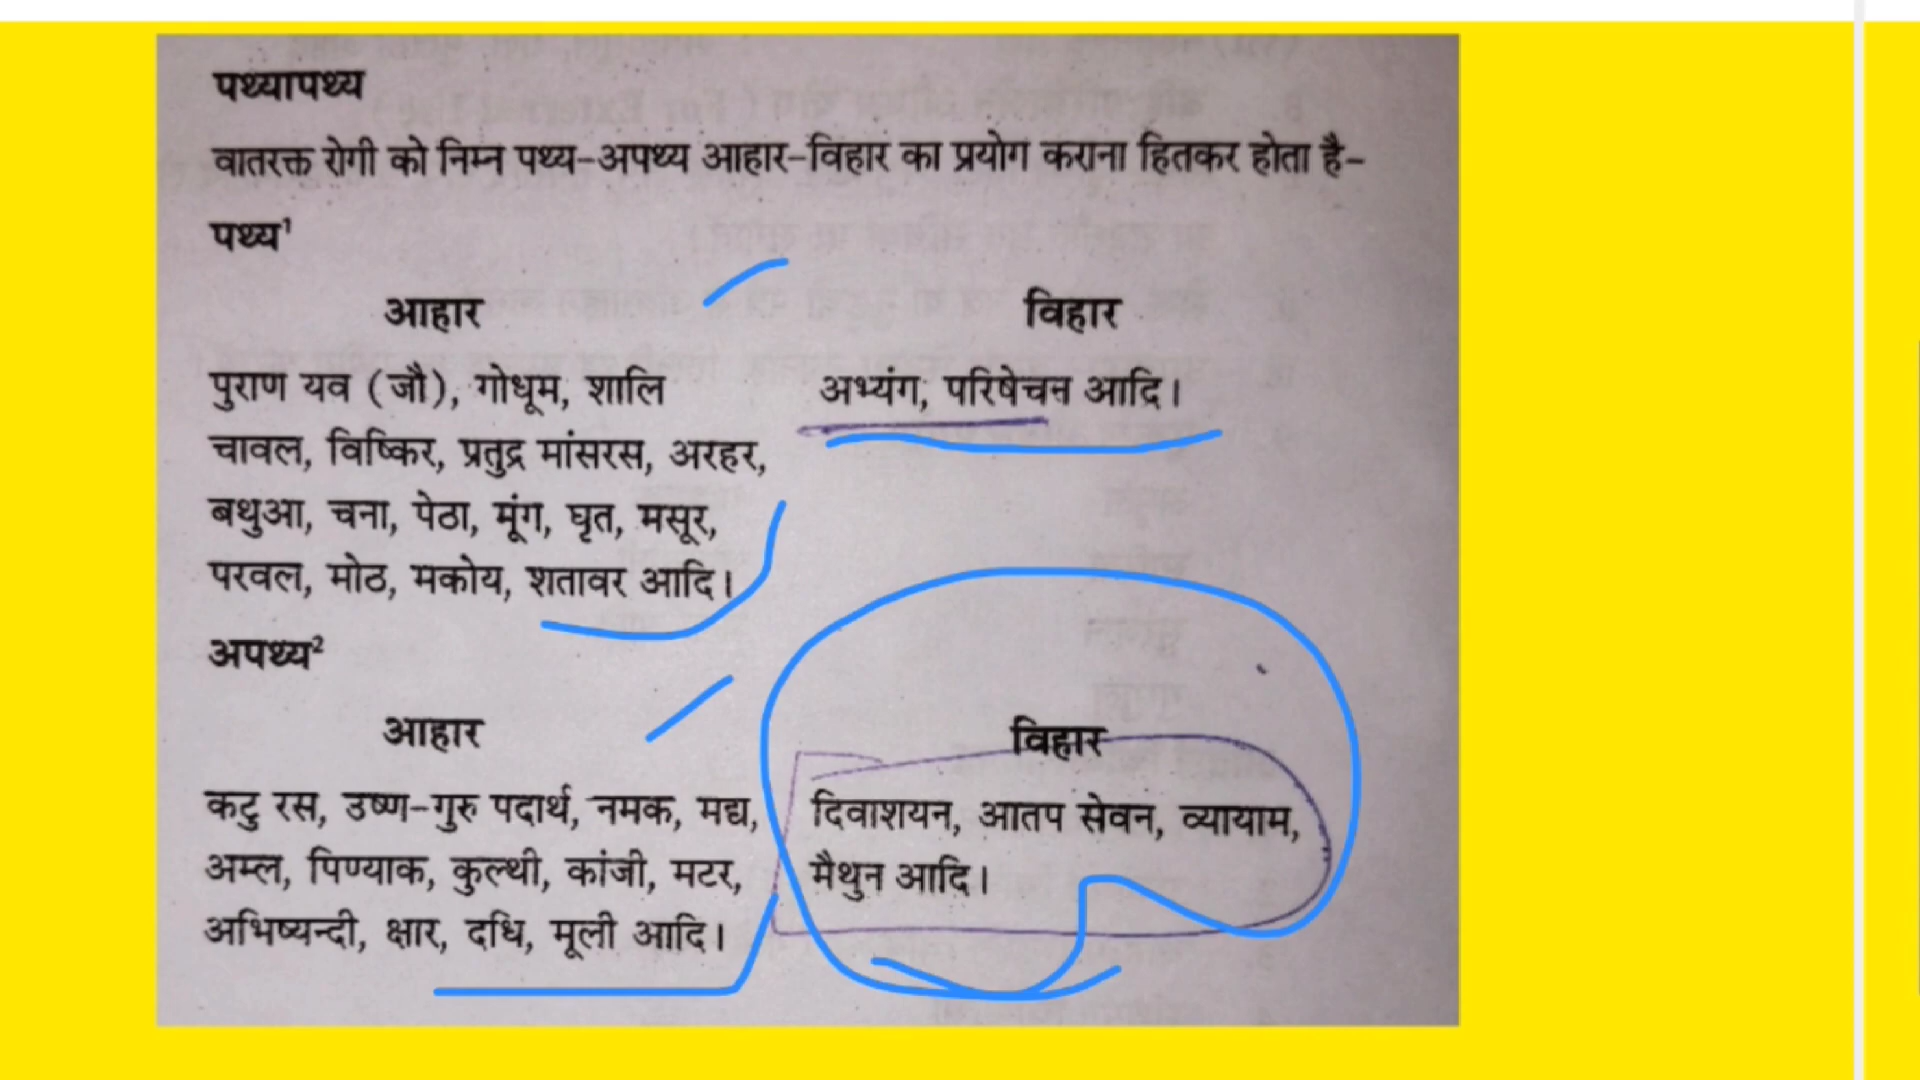 पथ्यापथ्य
वातरक्त रोगी को निम्न पथ्य-अपथ्य आहार-विहार का प्रयोग कराना हितकर होता है-
पथ्य¹
आहार
पुराण यव (जौ), गोधूम, शालि
चावल, विष्किर, प्रतुद्र मांसरस, अरहर,
बथुआ, चना, पेठा, मूंग, घृत, मसूर,
परवल, मोठ, मकोय, शतावर आदि।
विहार
अभ्यंग, परिषेचन आदि।
अपथ्य²
आहार
कटु रस, उष्ण-गुरु पदार्थ, नमक, मद्य,
अम्ल, पिण्याक, कुल्थी, कांजी, मटर,
अभिष्यन्दी, क्षार, दधि, मूली आदि।
विहार
दिवाशयन, आतप सेवन, व्यायाम,
मैथुन आदि।